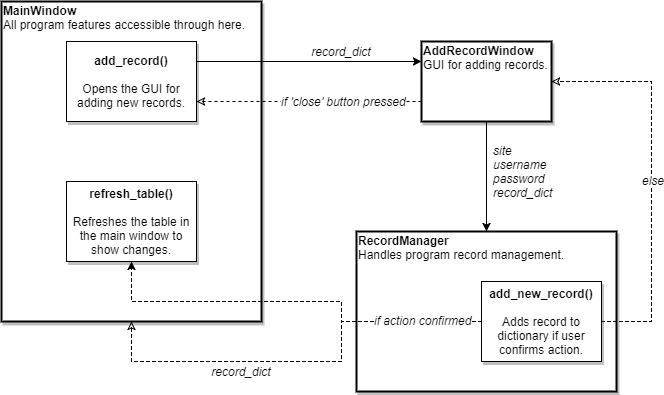 MainWindow
All program features accessible through here.
add_record()
Opens the GUI for
adding new records.
record_dict
AddRecordWindow
GUI for adding records.
if 'close' button pressed
site
username
password
record_dict
else
refresh_table()
Refreshes the table in
the main window to
show changes.
RecordManager
Handles program record management.
add_new_record()
Adds record to
dictionary if user
confirms action.
if action confirmed
record_dict